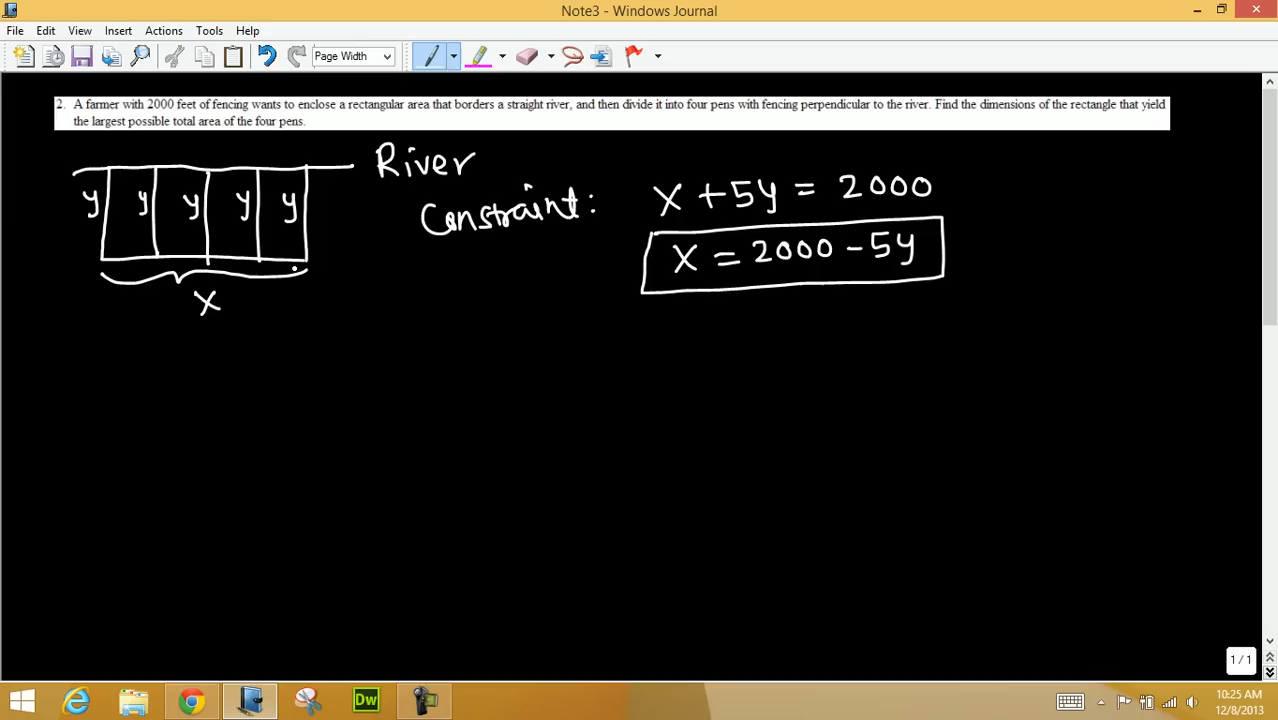 Note3 - Windows Journal
File Edit View Insert Actions Tools Help
Page Width
2. A farmer with 2000 feet of fencing wants to enclose a rectangular area that borders a straight river, and then divide it into four pens with fencing perpendicular to the river. Find the dimensions of the rectangle that yield
the largest possible total area of the four pens.
River
y y y y y
Constraint: x + 5y = 2000
x = 2000 - 5y
x
1/1
Dw
10:25 AM
12/8/2013